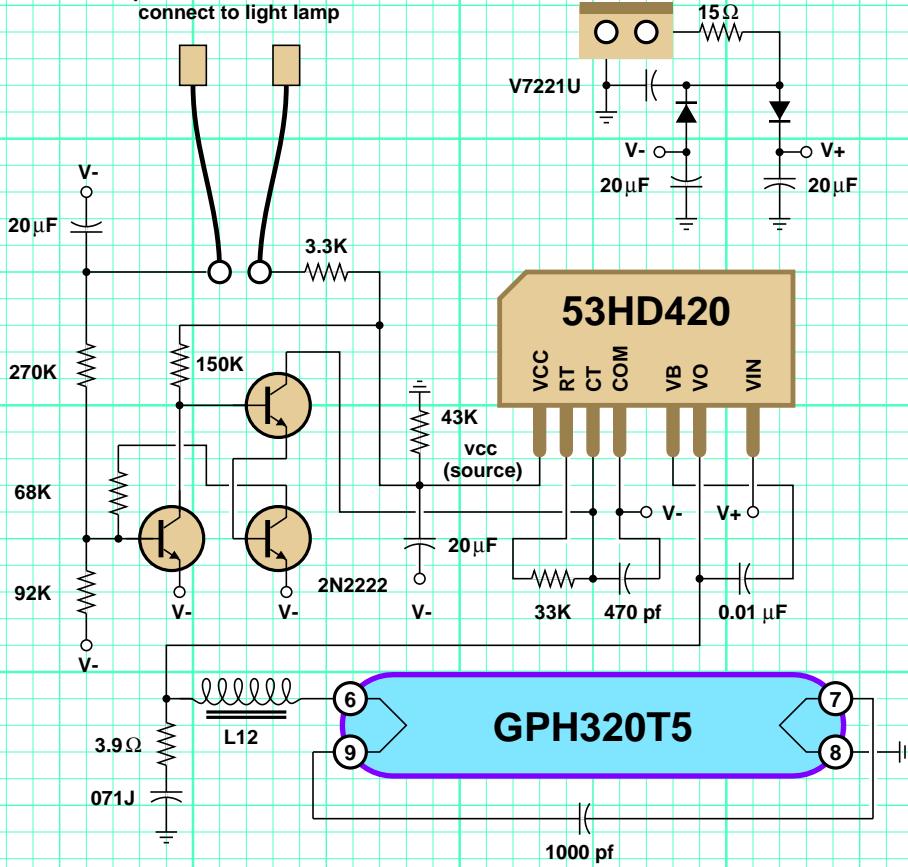 connect to light lamp
15Ω
V7221U
V-
V+
20µF
20µF
V-
20µF
3.3K
53HD420
VCC
RT
CT
COM
VB
VO
VIN
270K
150K
43K
vcc
(source)
68K
V-
V+
20µF
2N2222
92K
33K
470 pf
0.01 µF
V-
V-
V-
V-
6
7
GPH320T5
3.9Ω
L12
9
8
071J
1000 pf